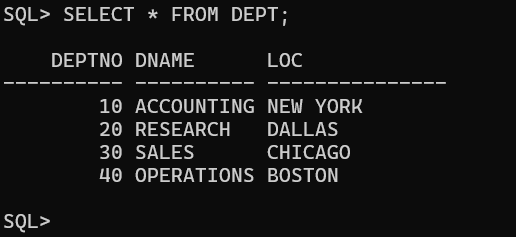 SQL> SELECT * FROM DEPT;
    DEPTNO DNAME      LOC
---------- ---------- ---------------
        10 ACCOUNTING NEW YORK
        20 RESEARCH   DALLAS
        30 SALES      CHICAGO
        40 OPERATIONS BOSTON
SQL>